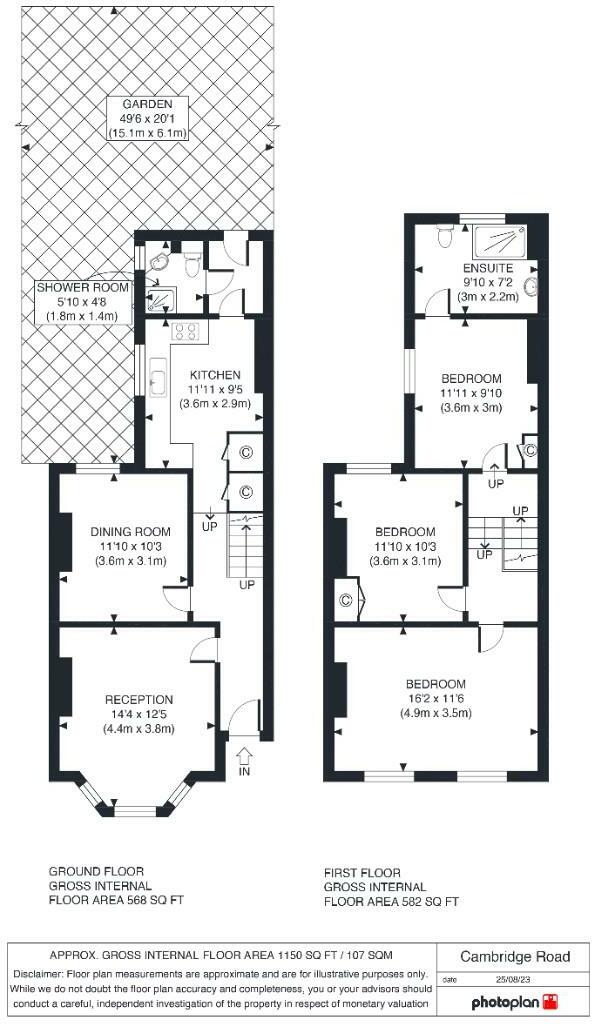 GARDEN
49'6 x 20'1
(15.1m x 6.1m)
SHOWER ROOM
5'10 x 4'8
(1.8m x 1.4m)
KITCHEN
11'11 x 9'5
(3.6m x 2.9m)
C
C
UP
UP
DINING ROOM
11'10 x 10'3
(3.6m x 3.1m)
RECEPTION
14'4 x 12'5
(4.4m x 3.8m)
IN
ENSUITE
9'10 x 7'2
(3m x 2.2m)
BEDROOM
11'11 x 9'10
(3.6m x 3m)
C
UP
UP
UP
BEDROOM
11'10 x 10'3
(3.6m x 3.1m)
C
BEDROOM
16'2 x 11'6
(4.9m x 3.5m)
GROUND FLOOR
GROSS INTERNAL
FLOOR AREA 568 SQ FT
FIRST FLOOR
GROSS INTERNAL
FLOOR AREA 582 SQ FT
APPROX. GROSS INTERNAL FLOOR AREA 1150 SQ FT / 107 SQM
Disclaimer: Floor plan measurements are approximate and are for illustrative purposes only.
While we do not doubt the floor plan accuracy and completeness, you or your advisors should
conduct a careful, independent investigation of the property in respect of monetary valuation
Cambridge Road
date 25/08/23
photoplan